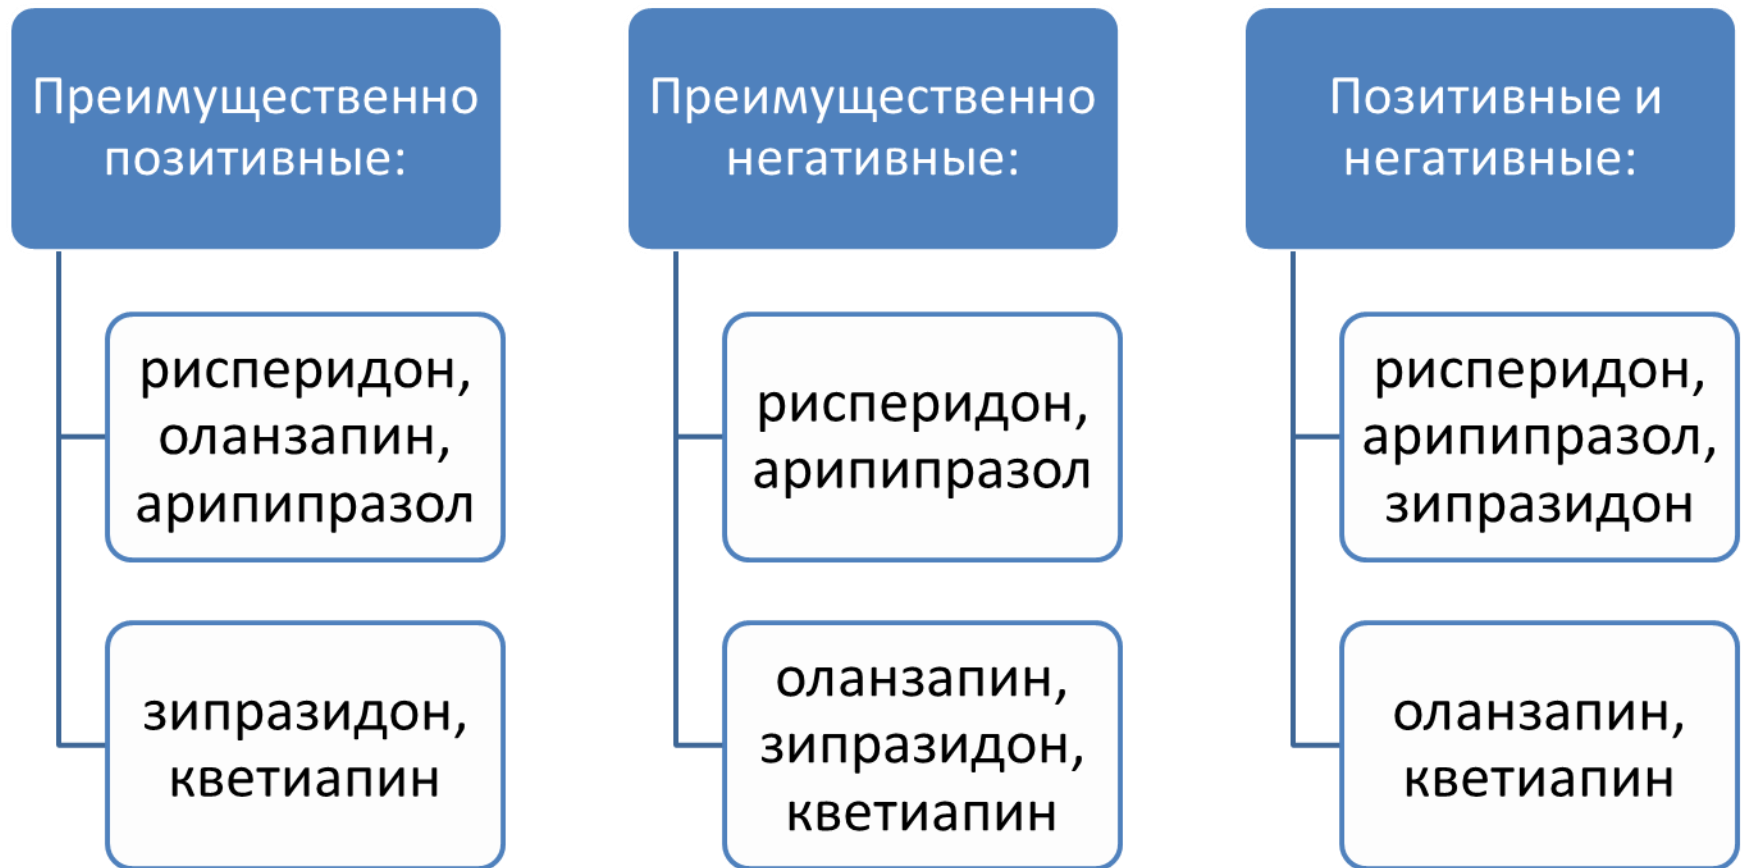 Преимущественно
позитивные:
рисперидон,
оланзапин,
арипипразол
зипразидон,
кветиапин
Преимущественно
негативные:
рисперидон,
арипипразол
оланзапин,
зипразидон,
кветиапин
Позитивные и
негативные:
рисперидон,
арипипразол,
зипразидон
оланзапин,
кветиапин